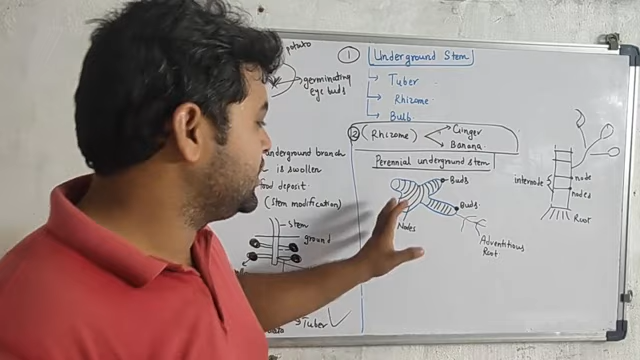 potato
germinating
eye buds
underground branch
is swollen
food deposit
(Stem modification)
stem
ground
Tuber
① Underground Stem
→ Tuber
→ Rhizome
→ Bulb
② (Rhizome) Ginger
Banana
Perennial underground stem
Buds
Buds
Nodes
Adventitious
Root
internode
node
nodes
Root